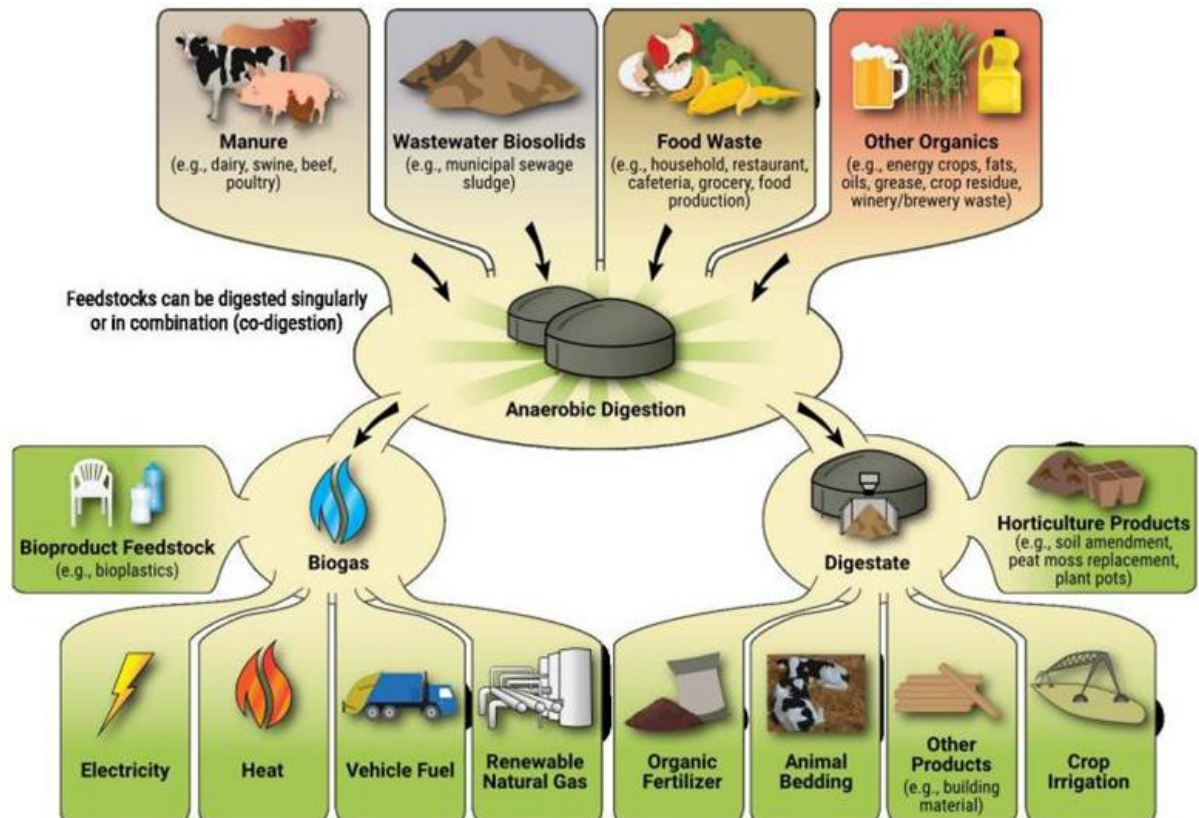 Manure
(e.g., dairy, swine, beef,
poultry)
Wastewater Biosolids
(e.g., municipal sewage
sludge)
Food Waste
(e.g., household, restaurant,
cafeteria, grocery, food
production)
Other Organics
(e.g., energy crops, fats,
oils, grease, crop residue,
winery/brewery waste)
Feedstocks can be digested singularly
or in combination (co-digestion)
Anaerobic Digestion
Bioproduct Feedstock
(e.g., bioplastics)
Biogas
Digestate
Horticulture Products
(e.g., soil amendment,
peat moss replacement,
plant pots)
Electricity
Heat
Vehicle Fuel
Renewable
Natural Gas
Organic
Fertilizer
Animal
Bedding
Other
Products
(e.g., building
material)
Crop
Irrigation